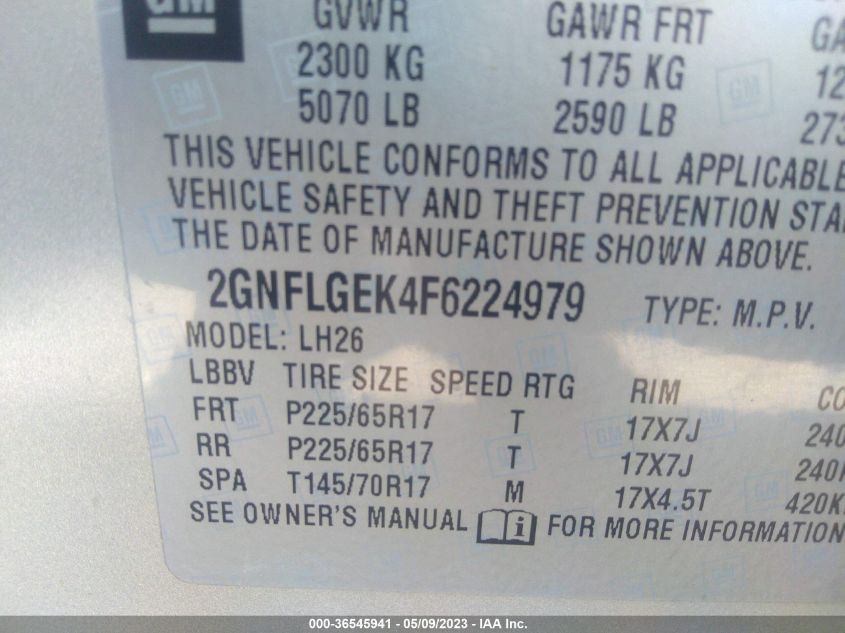 GM
GVWR GAWR FRT
2300 KG 1175 KG
5070 LB 2590 LB
THIS VEHICLE CONFORMS TO ALL APPLICABLE
VEHICLE SAFETY AND THEFT PREVENTION
THE DATE OF MANUFACTURE SHOWN ABOVE.
2GNFLGEK4F6224979 TYPE: M.P.V.
MODEL: LH26
LBBV TIRE SIZE SPEED RTG RIM
FRT P225/65R17 T 17X7J
RR P225/65R17 T 17X7J
SPA T145/70R17 M 17X4.5T
SEE OWNER'S MANUAL i FOR MORE INFORMATION
000-36545941 - 05/09/2023 - IAA Inc.